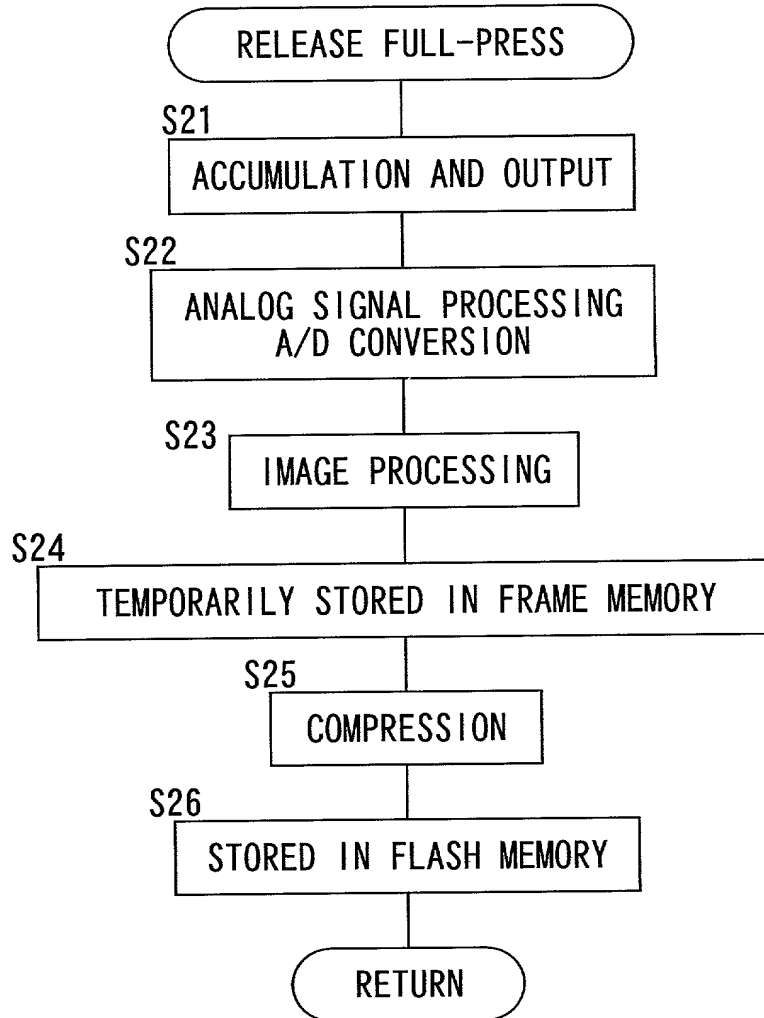 RELEASE FULL-PRESS
S21
ACCUMULATION AND OUTPUT
S22
ANALOG SIGNAL PROCESSING
A/D CONVERSION
S23
IMAGE PROCESSING
S24
TEMPORARILY STORED IN FRAME MEMORY
S25
COMPRESSION
S26
STORED IN FLASH MEMORY
RETURN